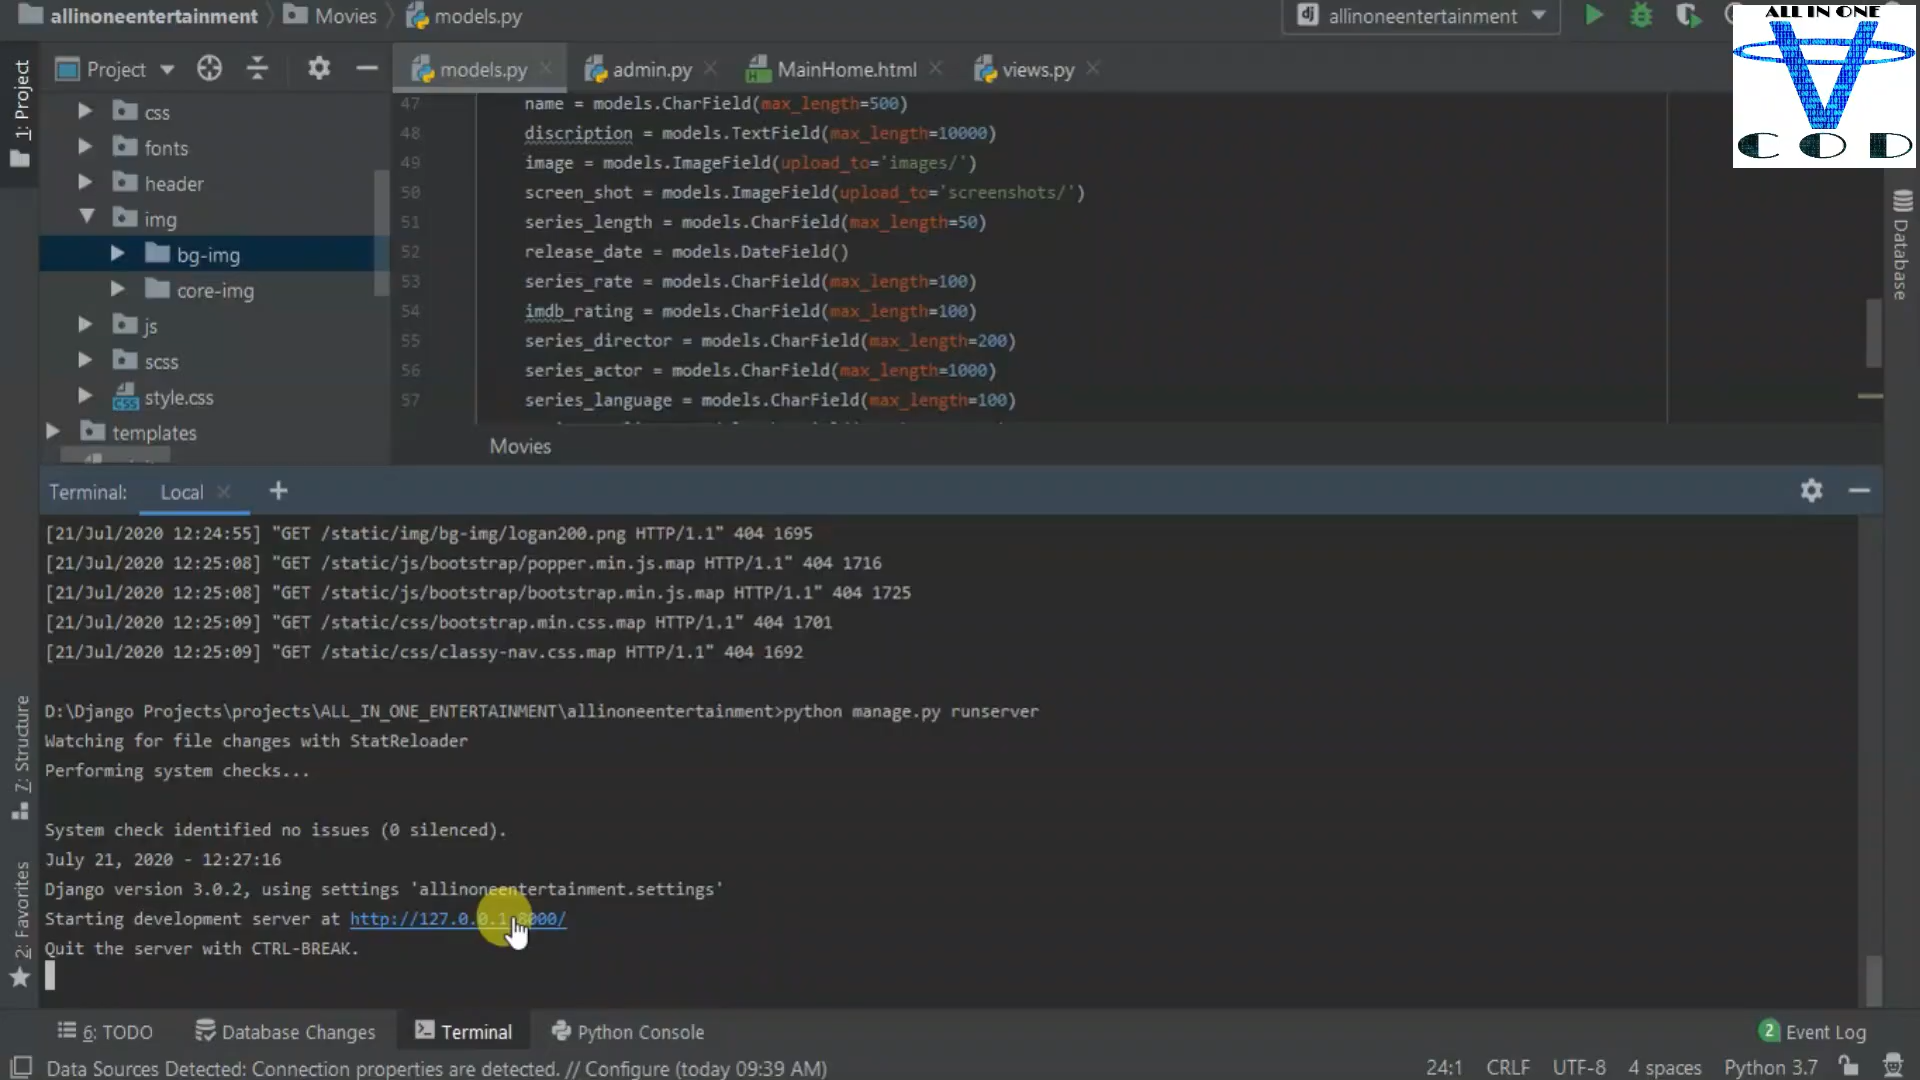 allinoneentertainment Movies models.py allinoneentertainment
ALL IN ONE
COD
1: Project
Project
models.py admin.py MainHome.html views.py
css
fonts
header
img
bg-img
core-img
js
scss
style.css
templates
47 name = models.CharField(max_length=500)
48 discription = models.TextField(max_length=10000)
49 image = models.ImageField(upload_to='images/')
50 screen_shot = models.ImageField(upload_to='screenshots/')
51 series_length = models.CharField(max_length=50)
52 release_date = models.DateField()
53 series_rate = models.CharField(max_length=100)
54 imdb_rating = models.CharField(max_length=100)
55 series_director = models.CharField(max_length=200)
56 series_actor = models.CharField(max_length=1000)
57 series_language = models.CharField(max_length=100)
Movies
Database
Terminal: Local
[21/Jul/2020 12:24:55] "GET /static/img/bg-img/logan200.png HTTP/1.1" 404 1695
[21/Jul/2020 12:25:08] "GET /static/js/bootstrap/popper.min.js.map HTTP/1.1" 404 1716
[21/Jul/2020 12:25:08] "GET /static/js/bootstrap/bootstrap.min.js.map HTTP/1.1" 404 1725
[21/Jul/2020 12:25:09] "GET /static/css/bootstrap.min.css.map HTTP/1.1" 404 1701
[21/Jul/2020 12:25:09] "GET /static/css/classy-nav.css.map HTTP/1.1" 404 1692
D:\Django Projects\projects\ALL_IN_ONE_ENTERTAINMENT\allinoneentertainment>python manage.py runserver
Watching for file changes with StatReloader
Performing system checks...
System check identified no issues (0 silenced).
July 21, 2020 - 12:27:16
Django version 3.0.2, using settings 'allinoneentertainment.settings'
Starting development server at http://127.0.0.1:8000/
Quit the server with CTRL-BREAK.
7: Structure
2: Favorites
6: TODO Database Changes Terminal Python Console 2 Event Log
Data Sources Detected: Connection properties are detected. // Configure (today 09:39 AM) 24:1 CRLF UTF-8 4 spaces Python 3.7